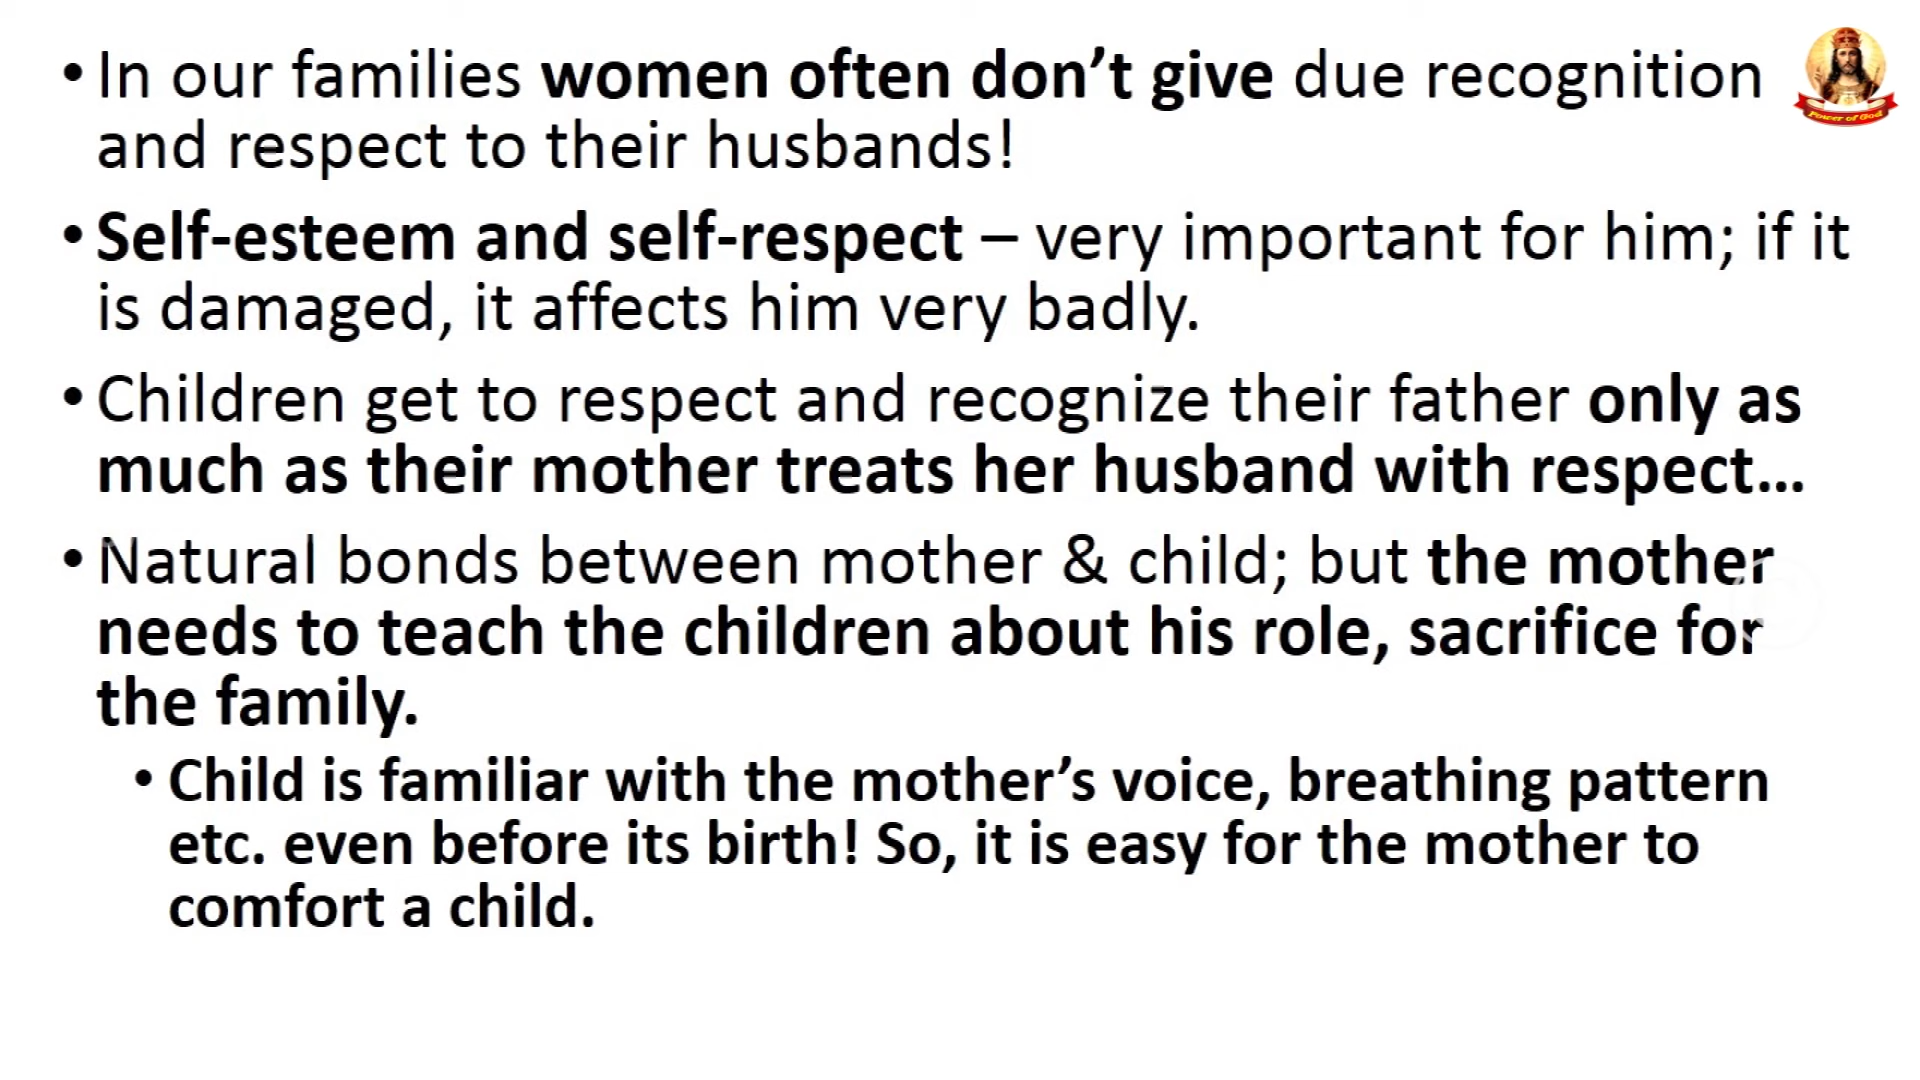 • In our families women often don’t give due recognition
and respect to their husbands!
• Self-esteem and self-respect – very important for him; if it
is damaged, it affects him very badly.
• Children get to respect and recognize their father only as
much as their mother treats her husband with respect...
• Natural bonds between mother & child; but the mother
needs to teach the children about his role, sacrifice for
the family.
• Child is familiar with the mother’s voice, breathing pattern
etc. even before its birth! So, it is easy for the mother to
comfort a child.
Power of God